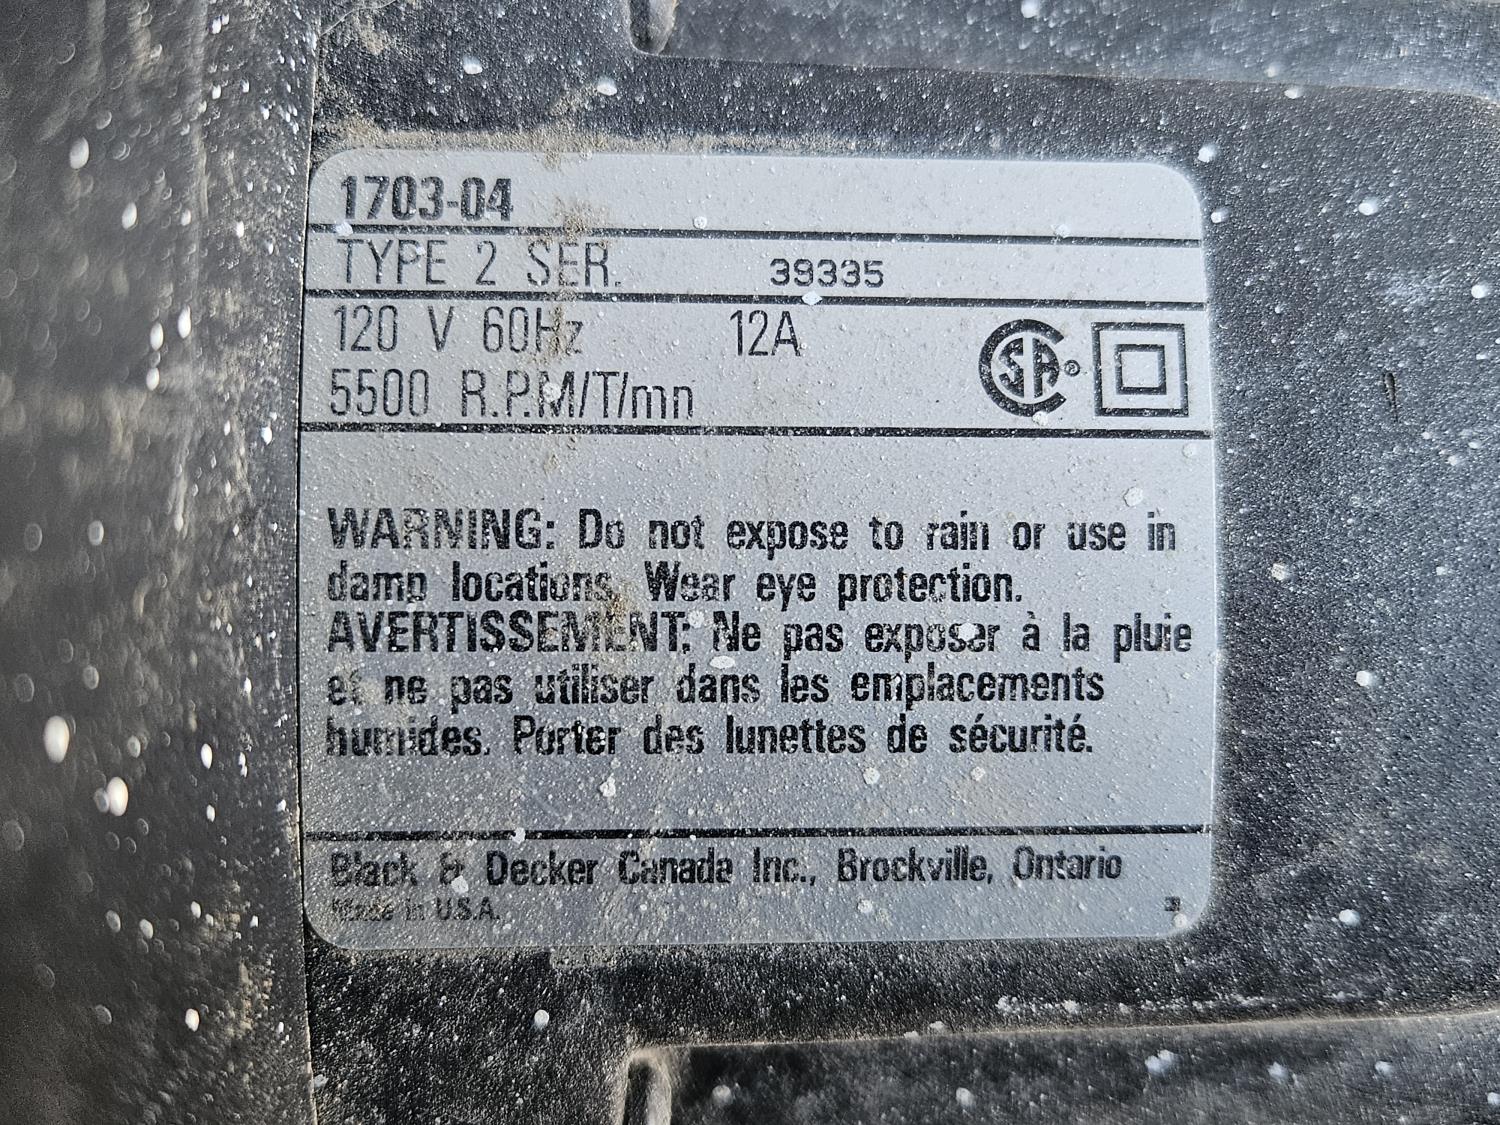 1703-04
TYPE 2 SER. 39335
120 V 60Hz 12A
5500 R.P.M/T/mn
CSA®
WARNING: Do not expose to rain or use in
damp locations. Wear eye protection.
AVERTISSEMENT: Ne pas exposer à la pluie
et ne pas utiliser dans les emplacements
humides. Porter des lunettes de sécurité.
Black & Decker Canada Inc., Brockville, Ontario
Made in U.S.A.